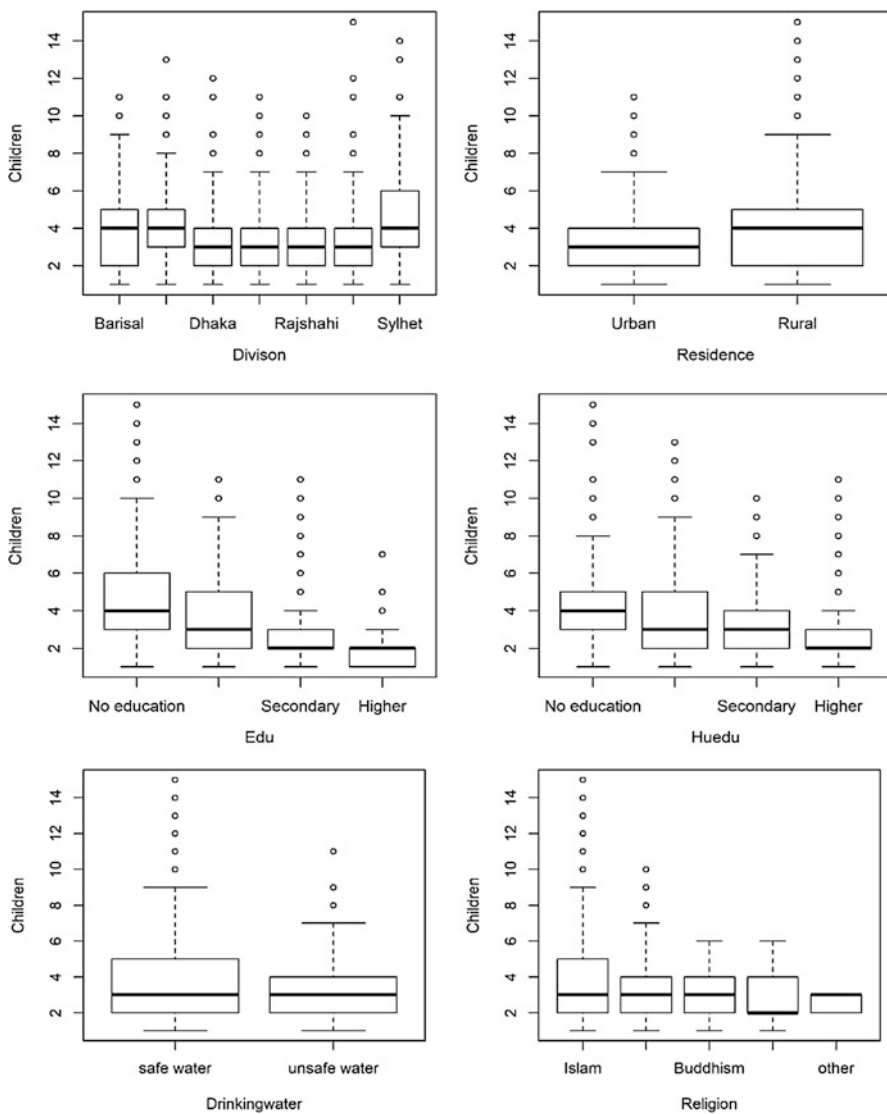 Children
14
12
10
8
6
4
2
Barisal Dhaka Rajshahi Sylhet
Divison
Children
14
12
10
8
6
4
2
Urban Rural
Residence
Children
14
12
10
8
6
4
2
No education Secondary Higher
Edu
Children
14
12
10
8
6
4
2
No education Secondary Higher
Huedu
Children
14
12
10
8
6
4
2
safe water unsafe water
Drinkingwater
Children
14
12
10
8
6
4
2
Islam Buddhism other
Religion